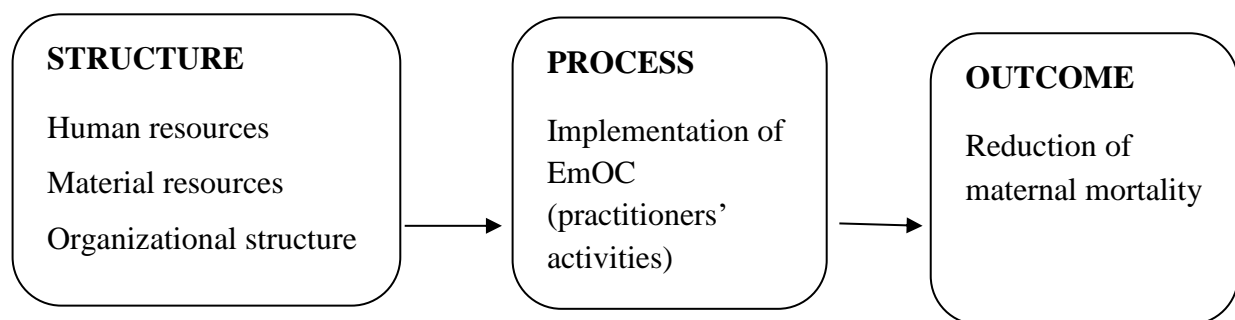 STRUCTURE
Human resources
Material resources
Organizational structure
PROCESS
Implementation of
EmOC
(practitioners’
activities)
OUTCOME
Reduction of
maternal mortality